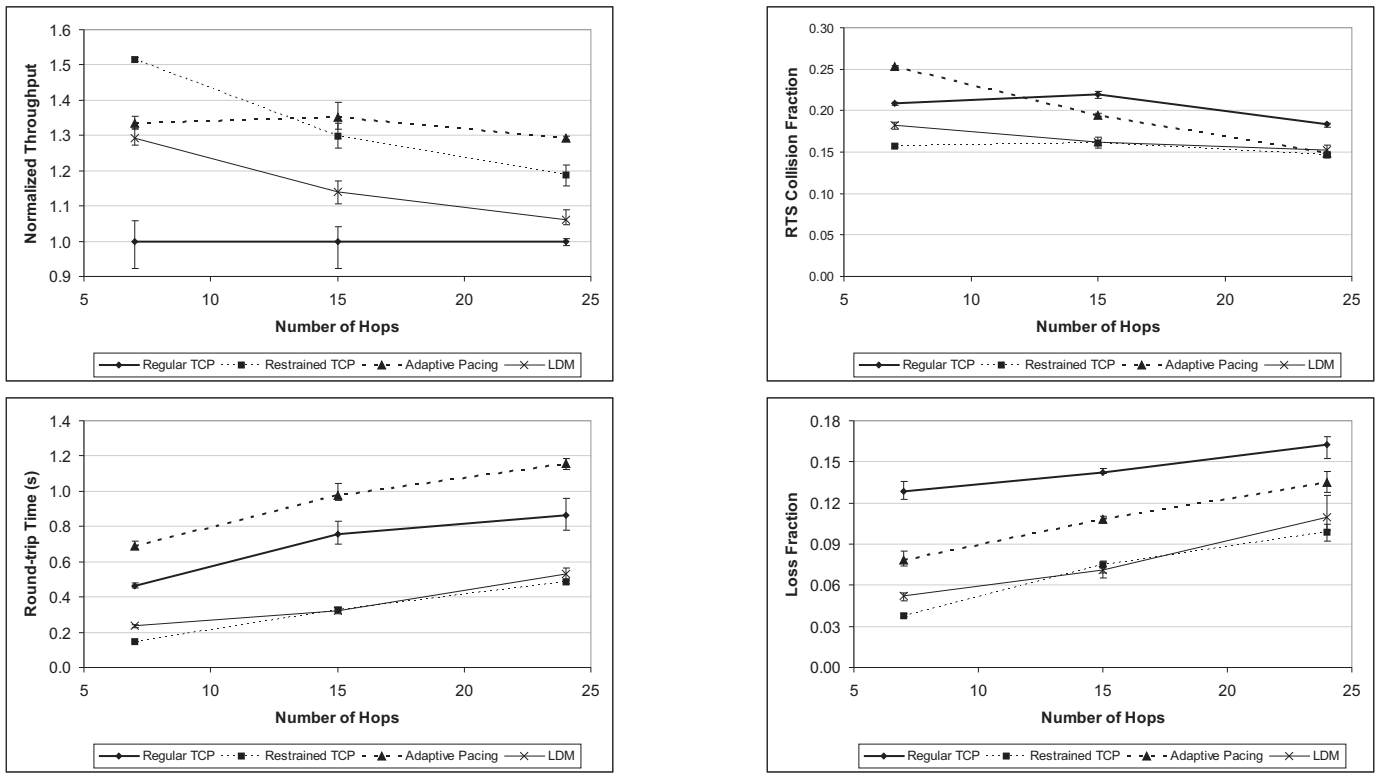 Normalized Throughput
1.6
1.5
1.4
1.3
1.2
1.1
1.0
0.9
5 10 15 20 25
Number of Hops
Regular TCP Restrained TCP Adaptive Pacing LDM
RTS Collision Fraction
0.30
0.25
0.20
0.15
0.10
0.05
0.00
5 10 15 20 25
Number of Hops
Regular TCP Restrained TCP Adaptive Pacing LDM
Round-trip Time (s)
1.4
1.2
1.0
0.8
0.6
0.4
0.2
0.0
5 10 15 20 25
Number of Hops
Regular TCP Restrained TCP Adaptive Pacing LDM
Loss Fraction
0.18
0.15
0.12
0.09
0.06
0.03
0.00
5 10 15 20 25
Number of Hops
Regular TCP Restrained TCP Adaptive Pacing LDM